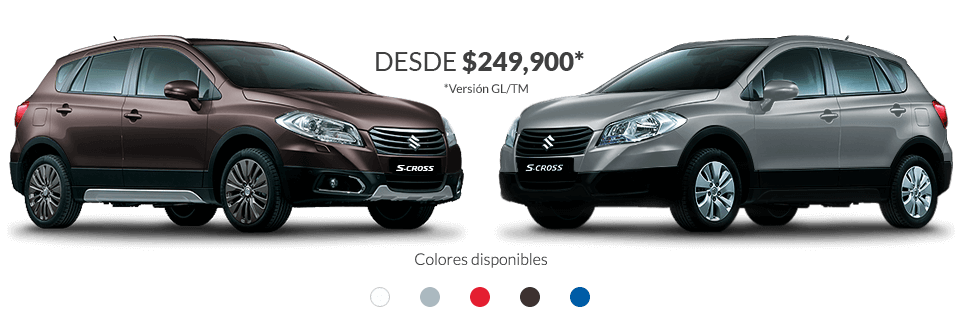 DESDE $249,900*
*Versión GL/TM
S-CROSS
S-CROSS
Colores disponibles